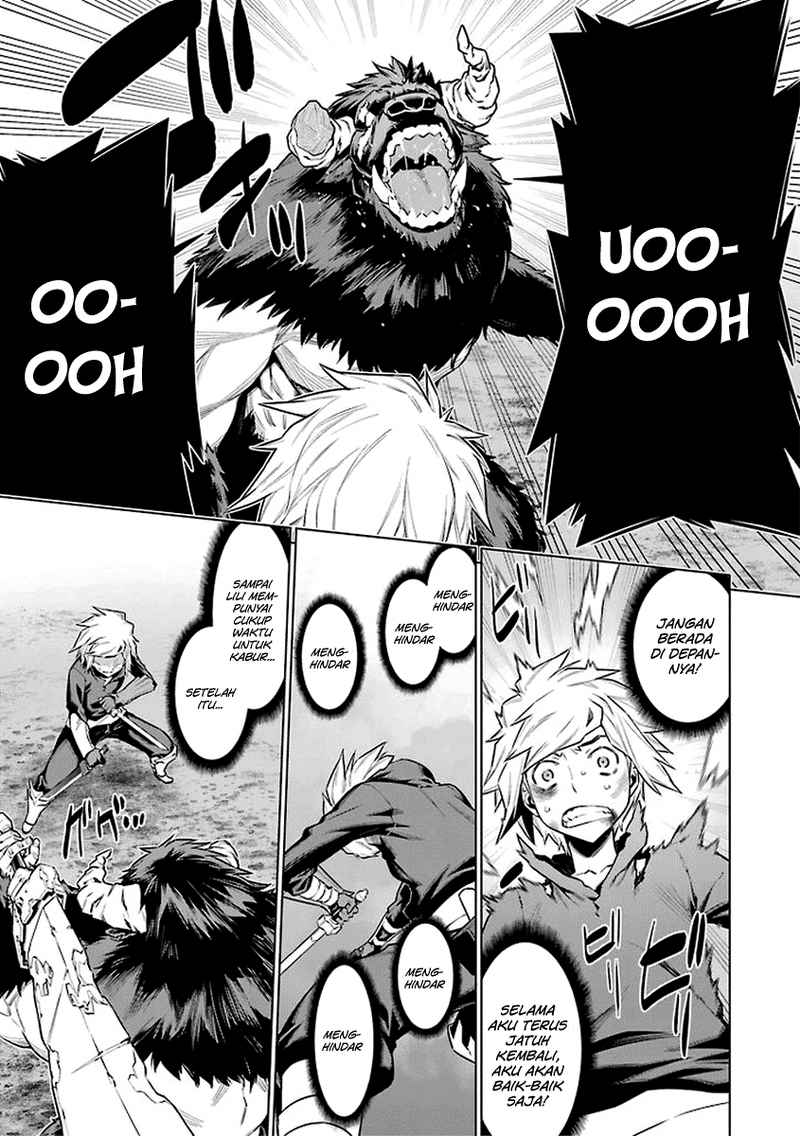 UOO-
OOOH
OO-
OOH
JANGAN
BERADA
DI DEPAN-
NYA!
SELAMA
AKU TERUS
JATUH
KEMBALI,
AKU AKAN
BAIK-BAIK
SAJA!
MENG-
HINDAR
MENG-
HINDAR
MENG-
HINDAR
MENG-
HINDAR
MENG-
HINDAR
SAMPAI
LILI MEM-
PUNYAI
CUKUP
WAKTU
UNTUK
KABUR...
SETELAH
ITU...